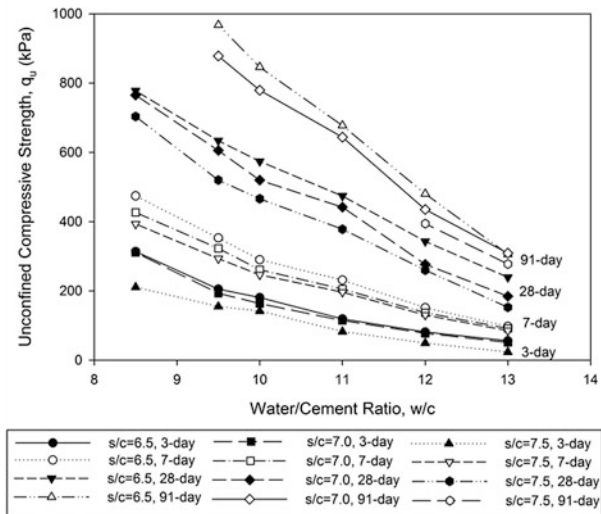 1000
800
600
400
200
0
Unconfined Compressive Strength, qu (kPa)
91-day
28-day
7-day
3-day
8 9 10 11 12 13 14
Water/Cement Ratio, w/c
s/c=6.5, 3-day s/c=7.0, 3-day s/c=7.5, 3-day
s/c=6.5, 7-day s/c=7.0, 7-day s/c=7.5, 7-day
s/c=6.5, 28-day s/c=7.0, 28-day s/c=7.5, 28-day
s/c=6.5, 91-day s/c=7.0, 91-day s/c=7.5, 91-day